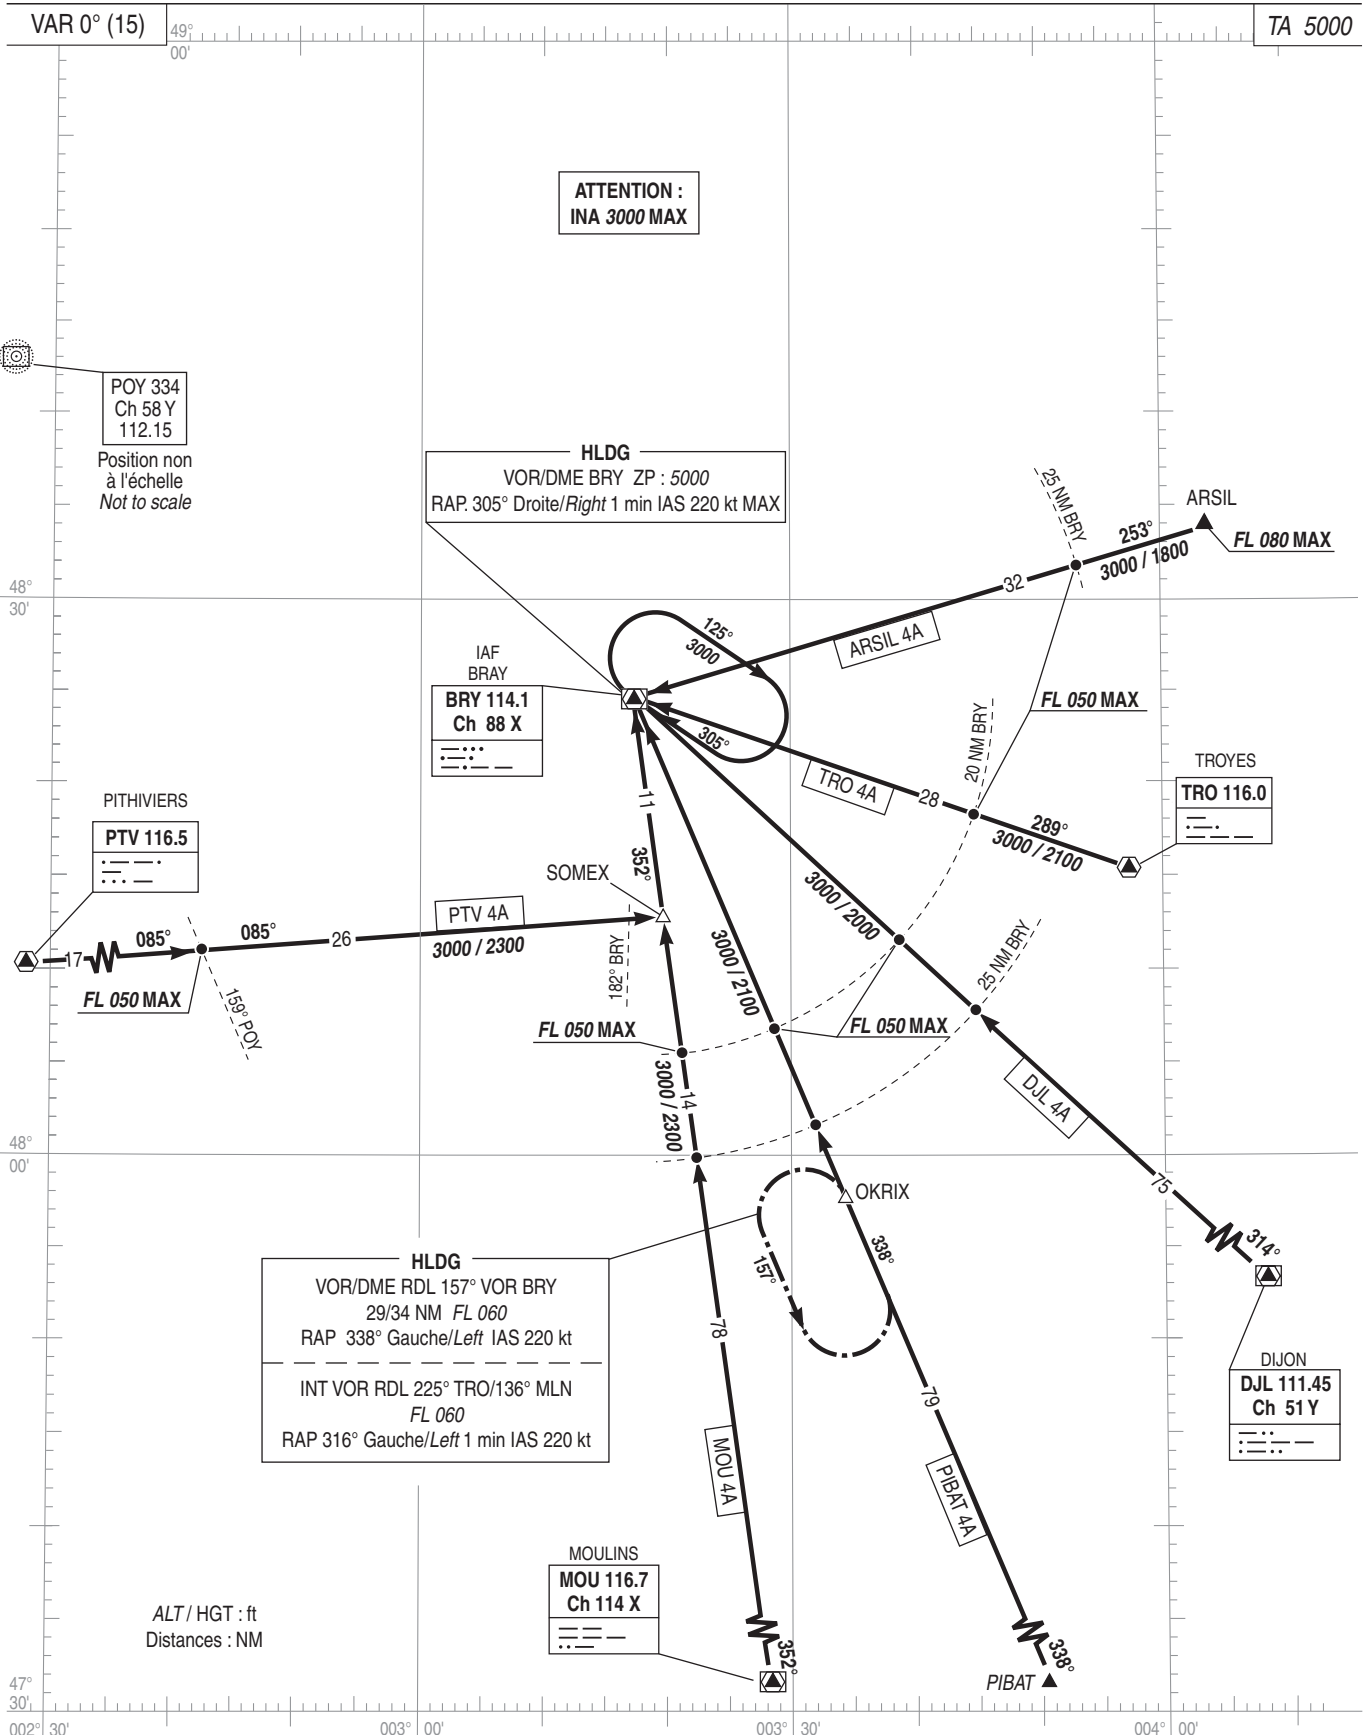 VAR 0° (15)
49°
00'
TA 5000
ATTENTION :
INA 3000 MAX
POY 334
Ch 58 Y
112.15
Position non
à l'échelle
Not to scale
HLDG
VOR/DME BRY ZP : 5000
RAP. 305° Droite/Right 1 min IAS 220 kt MAX
25 NM BRY
ARSIL
253°
3000 / 1800
FL 080 MAX
32
48°
30'
ARSIL 4A
125°
3000
305°
IAF
BRAY
BRY 114.1
Ch 88 X
FL 050 MAX
20 NM BRY
TRO 4A
28
289°
3000 / 2100
TROYES
TRO 116.0
PITHIVIERS
PTV 116.5
11
352°
SOMEX
PTV 4A
3000 / 2300
17
085°
085°
26
FL 050 MAX
159° POY
182° BRY
3000 / 2000
3000 / 2100
25 NM BRY
FL 050 MAX
FL 050 MAX
3000 / 2300
14
DJL 4A
48°
00'
75
314°
OKRIX
338°
157°
HLDG
VOR/DME RDL 157° VOR BRY
29/34 NM FL 060
RAP 338° Gauche/Left IAS 220 kt
INT VOR RDL 225° TRO/136° MLN
FL 060
RAP 316° Gauche/Left 1 min IAS 220 kt
78
79
DIJON
DJL 111.45
Ch 51 Y
MOU 4A
PIBAT 4A
MOULINS
MOU 116.7
Ch 114 X
352°
338°
PIBAT
ALT / HGT : ft
Distances : NM
47°
30'
002° 30'
003° 00'
003° 30'
004° 00'